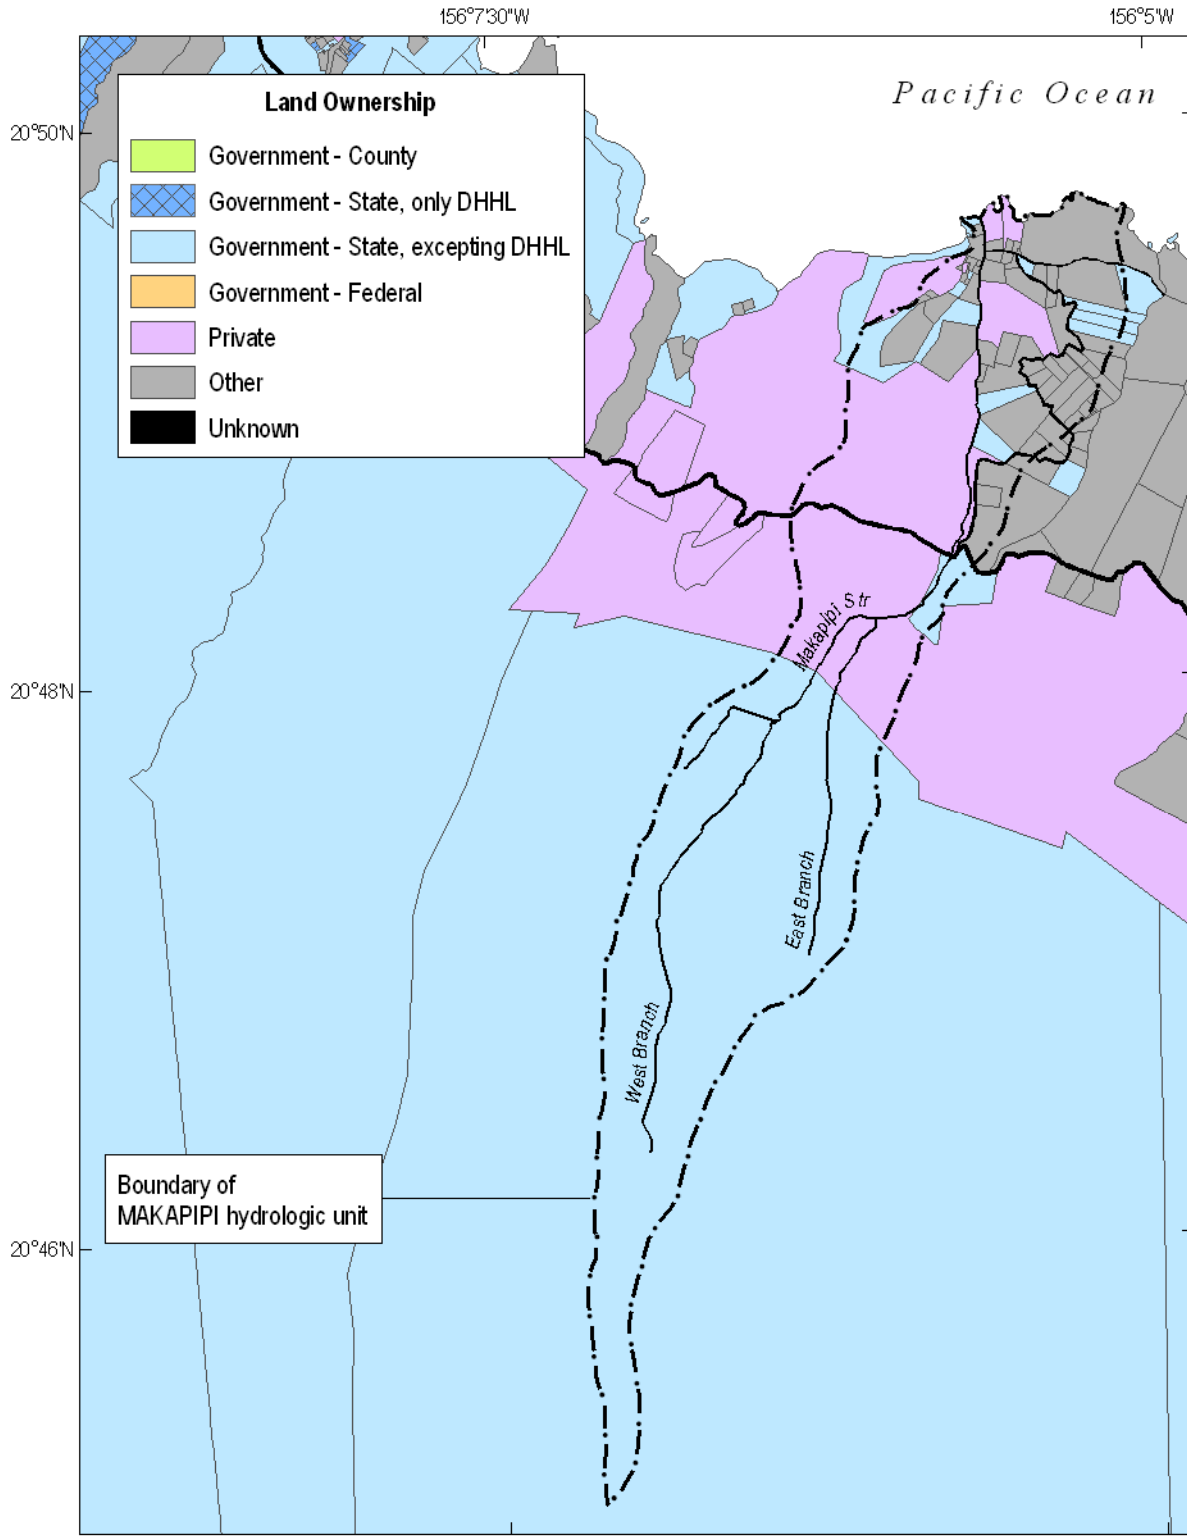 156°7'30"W
156°5'W
Pacific Ocean
20°50'N
Land Ownership
Government - County
Government - State, only DHHL
Government - State, excepting DHHL
Government - Federal
Private
Other
Unknown
Makapipi Str
20°48'N
East Branch
West Branch
Boundary of
MAKAPIPI hydrologic unit
20°46'N